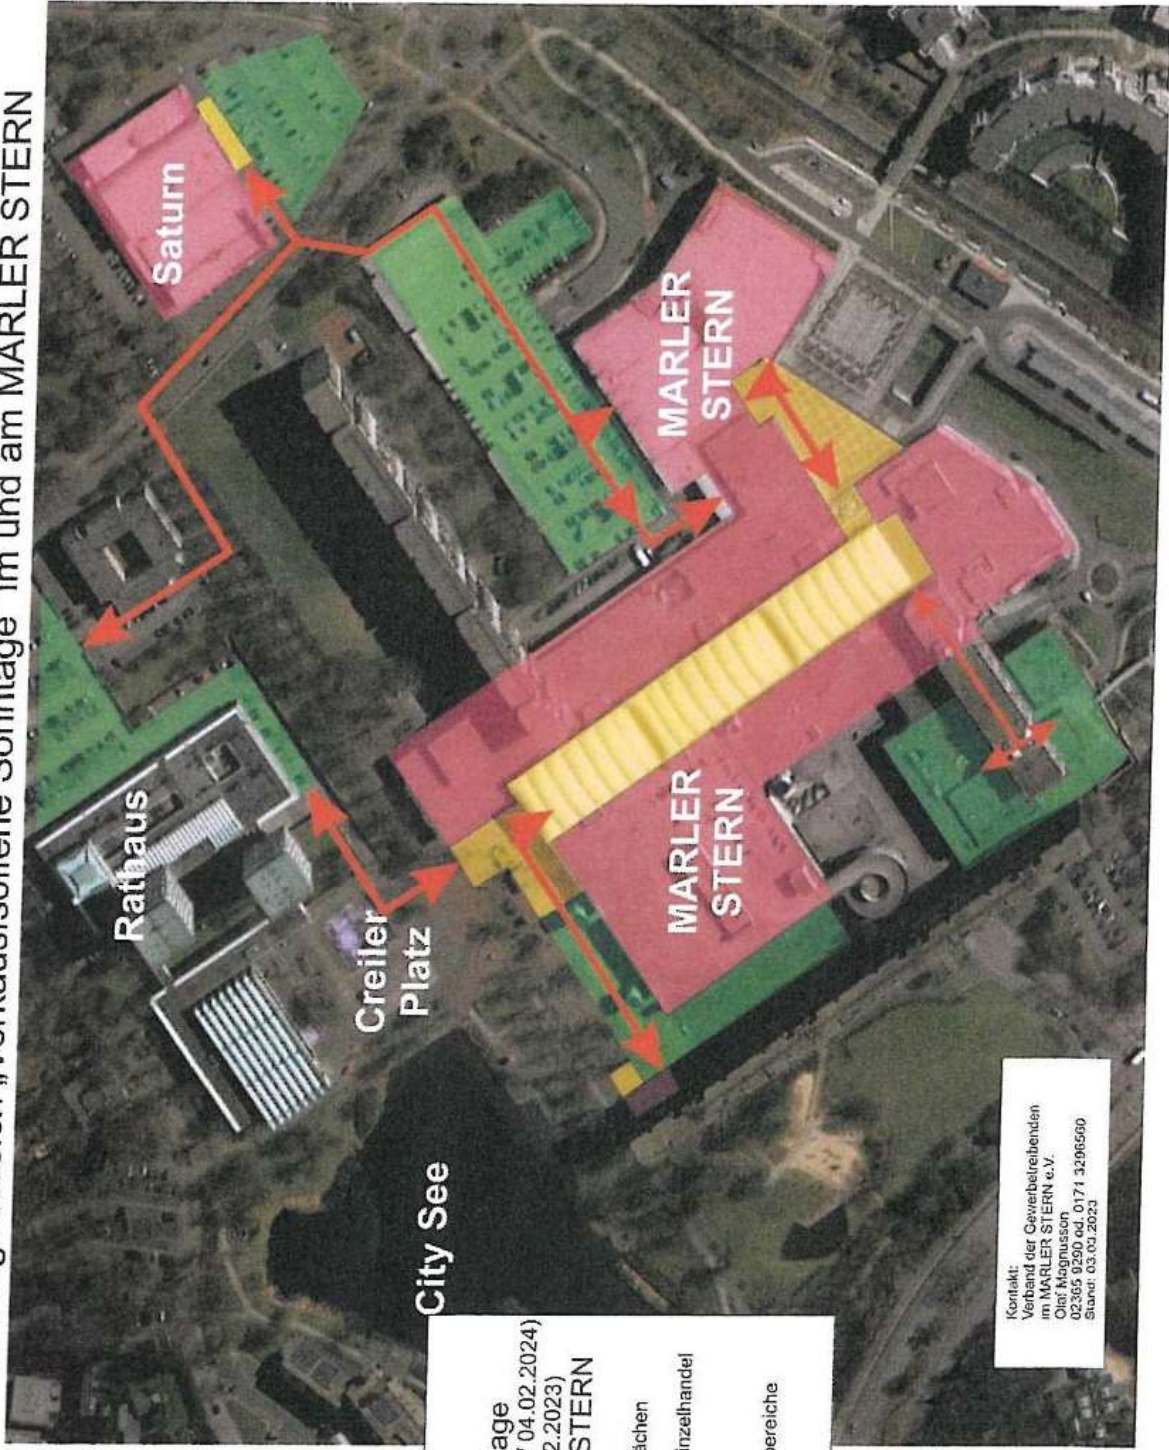 „Verkaufsoffene Sonntage" im und am MARLER STERN
Saturn
Rathaus
Creiler
Platz
City See
MARLER
STERN
MARLER
STERN
age
04.02.2024)
2.2023)
STERN
ächen
inzelhandel
ereiche
Kontakt:
Verband der Gewerbetreibenden
im MARLER STERN e.V.
Olaf Magnusson
02365 9290 od. 0171 3296560
Stand: 03.03.2023